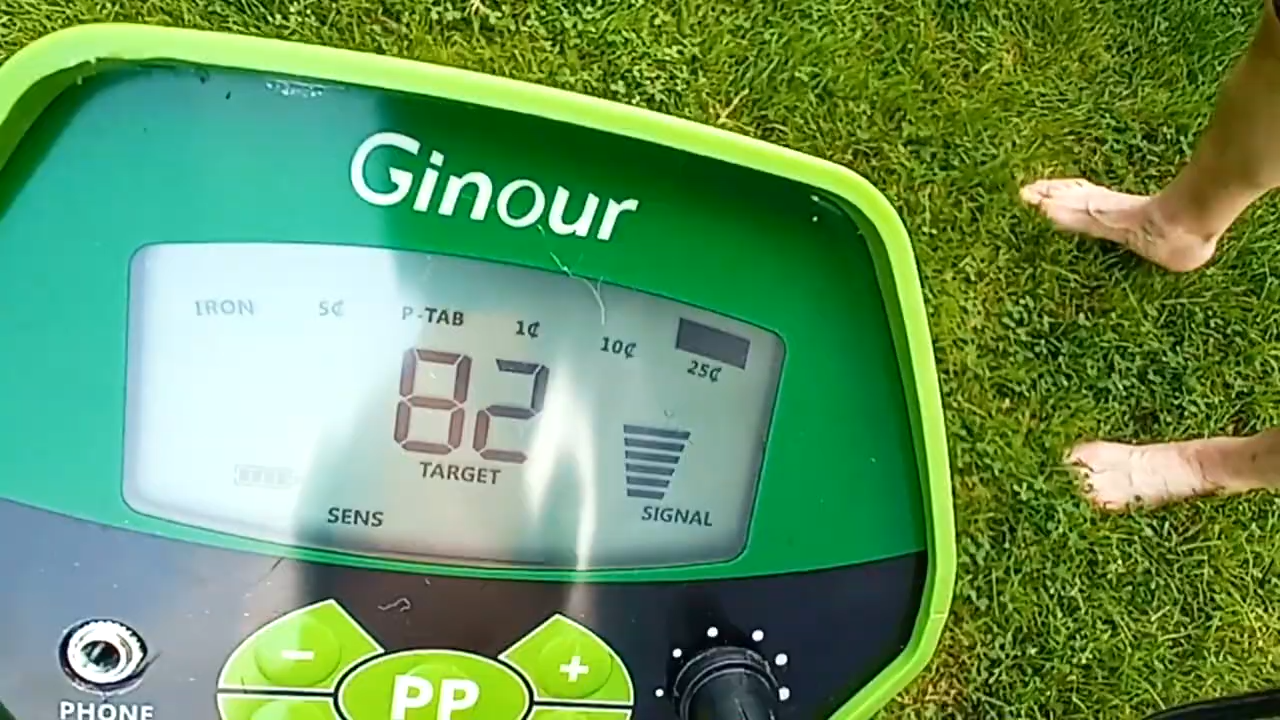 Ginour
IRON 5¢ P-TAB 1¢ 10¢ 25¢
82
TARGET
SENS
SIGNAL
- PP +
PHONE